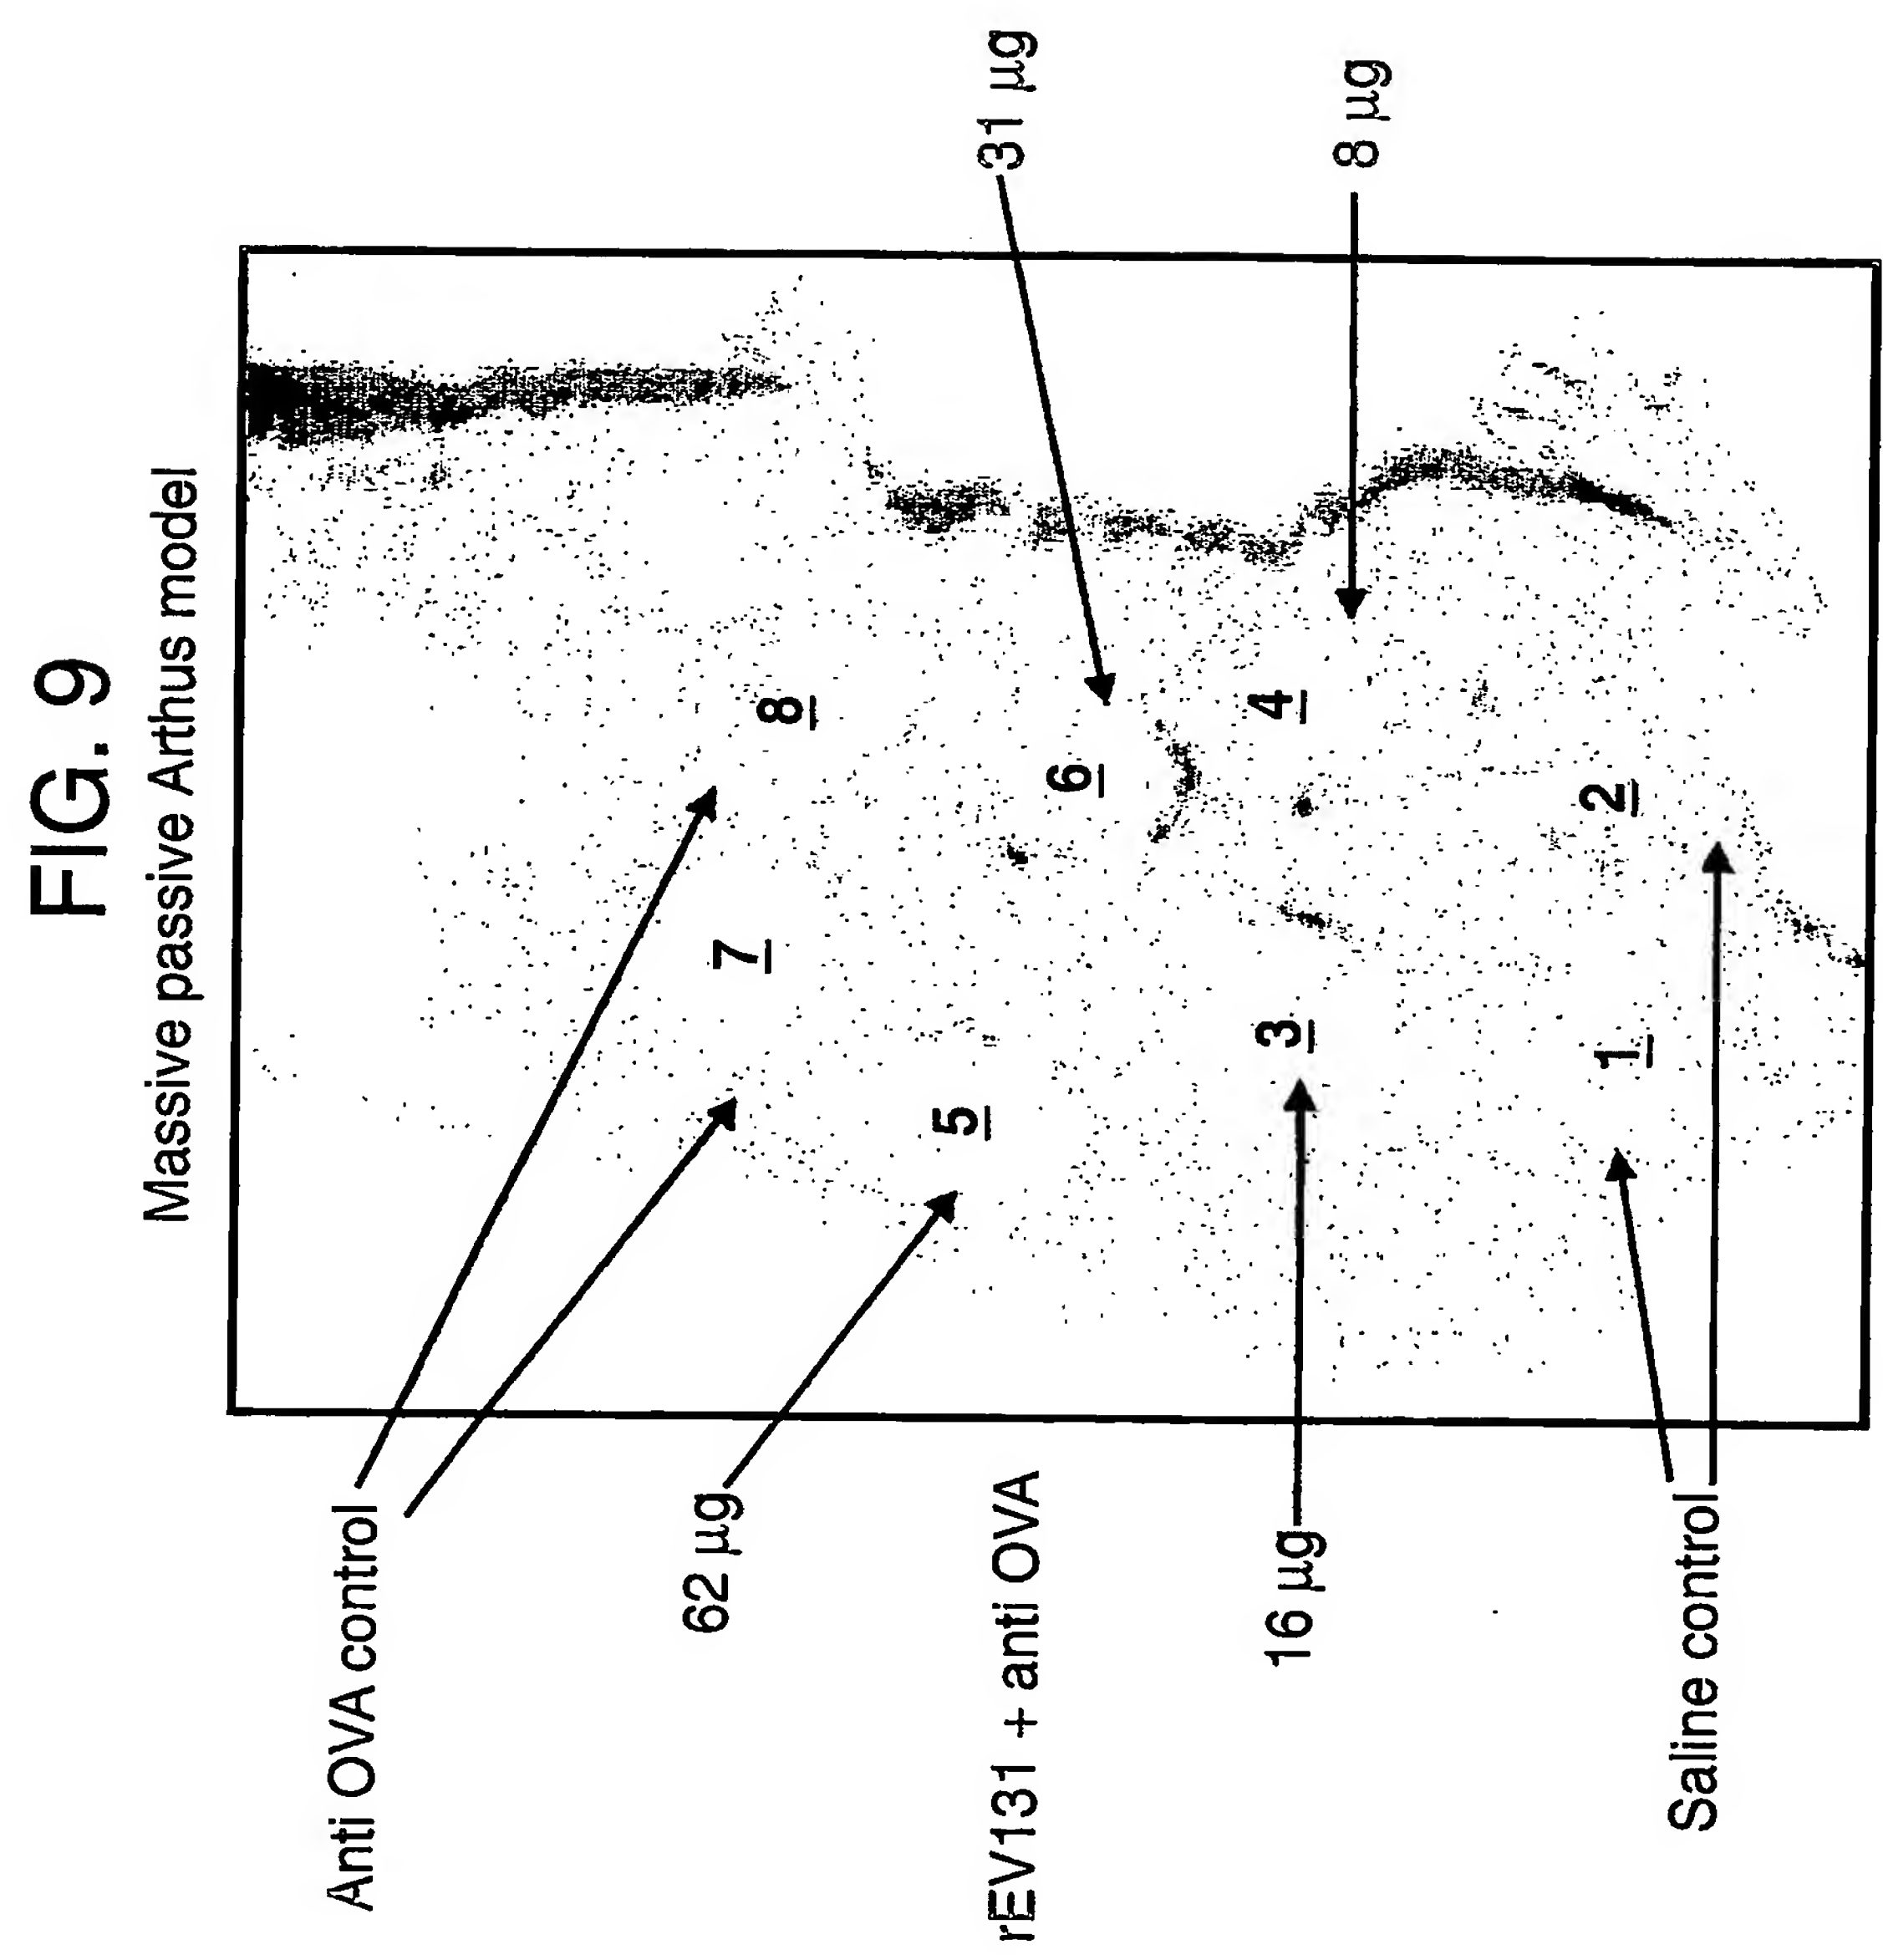 FIG. 9
Massive passive Arthus model
31 µg
8 µg
8
6
4
2
7
5
3
1
Anti OVA control
62 µg
rEV131 + anti OVA
16 µg
Saline control